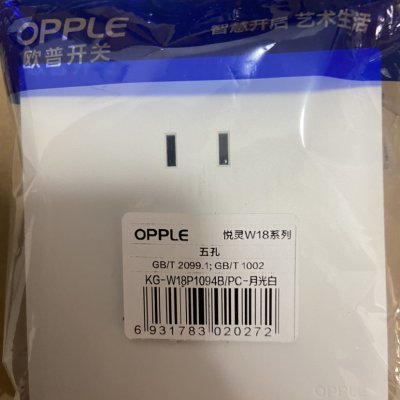 OPPLE 智慧开启 艺术生活
欧普开关
OPPLE 悦灵W18系列
五孔
GB/T 2099.1; GB/T 1002
KG-W18P1094B/PC-月光白
6 931783 020272
OPPLE